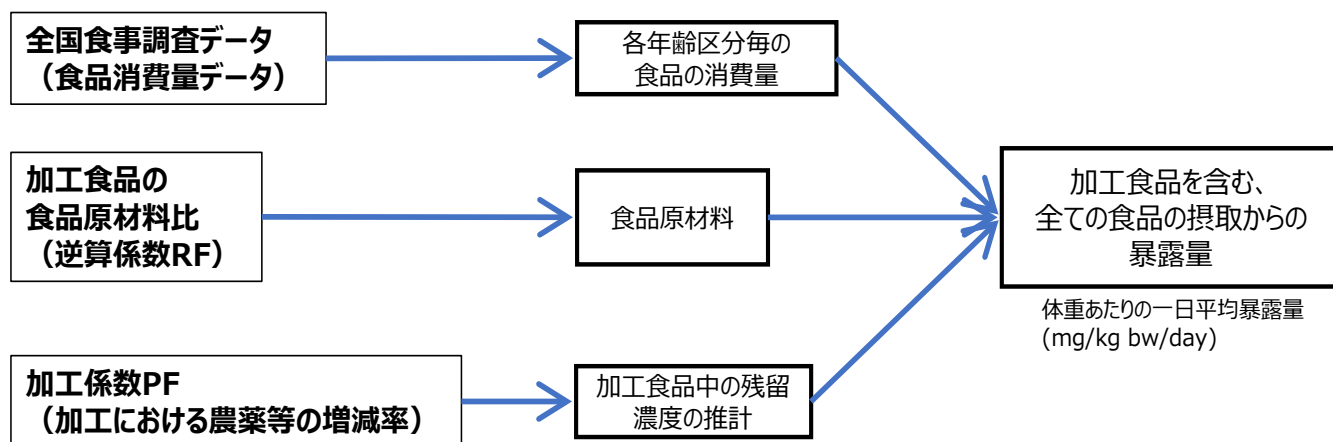 全国食事調査データ
（食品消費量データ）
各年齢区分毎の
食品の消費量
加工食品の
食品原材料比
（逆算係数RF）
食品原材料
加工食品を含む、
全ての食品の摂取からの
暴露量
体重あたりの一日平均暴露量
(mg/kg bw/day)
加工係数PF
（加工における農薬等の増減率）
加工食品中の残留
濃度の推計